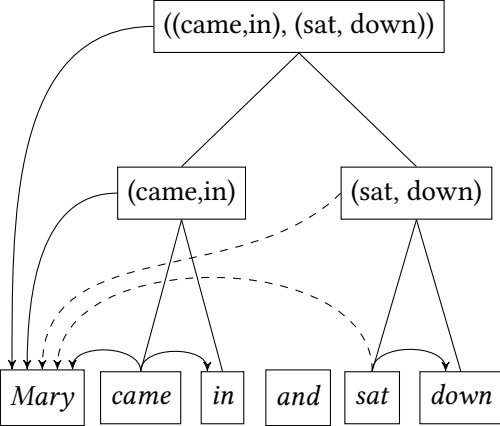 ((came,in), (sat, down))
(came,in)
(sat, down)
Mary came in and sat down